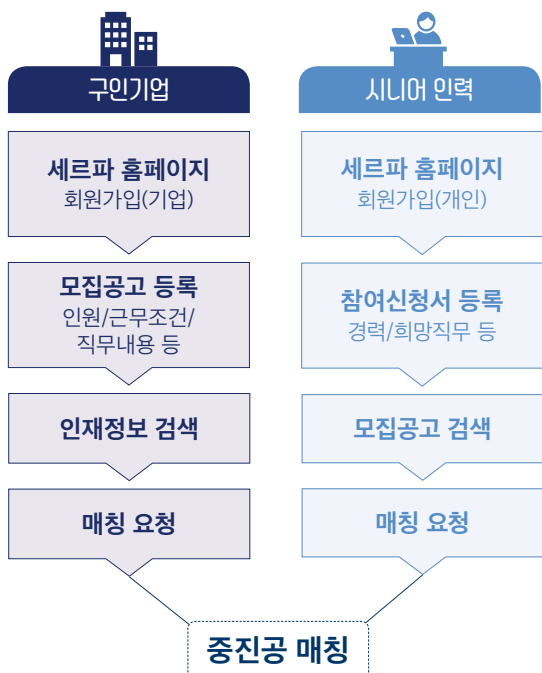 구인기업
세르파 홈페이지
회원가입(기업)
모집공고 등록
인원/근무조건/
직무내용 등
인재정보 검색
매칭 요청
시니어 인력
세르파 홈페이지
회원가입(개인)
참여신청서 등록
경력/희망직무 등
모집공고 검색
매칭 요청
중진공 매칭